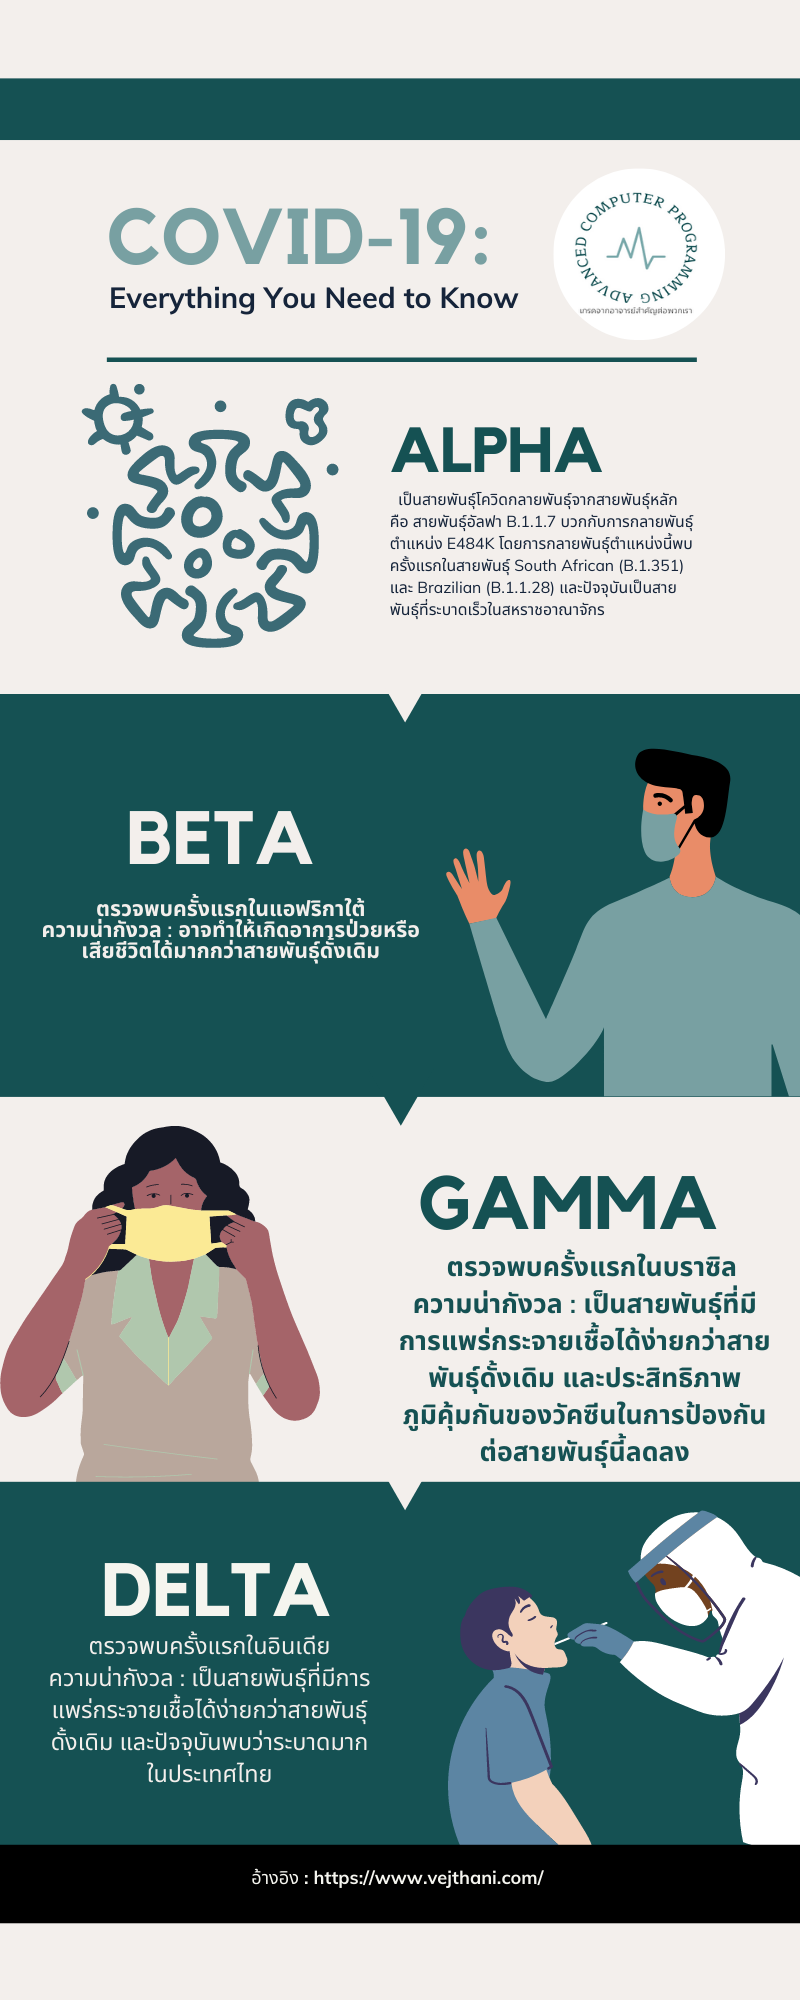 COVID-19:
Everything You Need to Know
ADVANCED COMPUTER PROGRAMMING
เกรดจากอาจารย์สำคัญต่อพวกเรา
ALPHA
เป็นสายพันธุ์โควิดกลายพันธุ์จากสายพันธุ์หลัก
คือ สายพันธุ์อัลฟา B.1.1.7 บวกกับการกลายพันธุ์
ตำแหน่ง E484K โดยการกลายพันธุ์ตำแหน่งนี้พบ
ครั้งแรกในสายพันธุ์ South African (B.1.351)
และ Brazilian (B.1.1.28) และปัจจุบันเป็นสาย
พันธุ์ที่ระบาดเร็วในสหราชอาณาจักร
BETA
ตรวจพบครั้งแรกในแอฟริกาใต้
ความน่ากังวล : อาจทำให้เกิดอาการป่วยหรือ
เสียชีวิตได้มากกว่าสายพันธุ์ดั้งเดิม
GAMMA
ตรวจพบครั้งแรกในบราซิล
ความน่ากังวล : เป็นสายพันธุ์ที่มี
การแพร่กระจายเชื้อได้ง่ายกว่าสาย
พันธุ์ดั้งเดิม และประสิทธิภาพ
ภูมิคุ้มกันของวัคซีนในการป้องกัน
ต่อสายพันธุ์นี้ลดลง
DELTA
ตรวจพบครั้งแรกในอินเดีย
ความน่ากังวล : เป็นสายพันธุ์ที่มีการ
แพร่กระจายเชื้อได้ง่ายกว่าสายพันธุ์
ดั้งเดิม และปัจจุบันพบว่าระบาดมาก
ในประเทศไทย
อ้างอิง : https://www.vejthani.com/